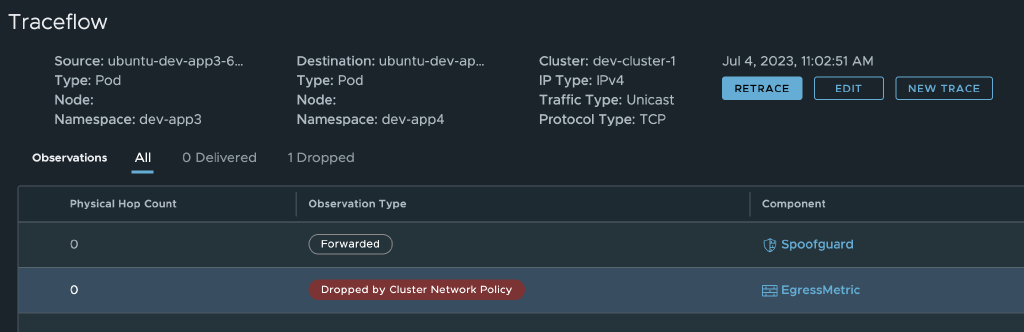 Traceflow
Source: ubuntu-dev-app3-6... Destination: ubuntu-dev-ap... Cluster: dev-cluster-1 Jul 4, 2023, 11:02:51 AM
Type: Pod Type: Pod IP Type: IPv4 RETRACE EDIT NEW TRACE
Node: Node: Traffic Type: Unicast
Namespace: dev-app3 Namespace: dev-app4 Protocol Type: TCP
Observations All 0 Delivered 1 Dropped
Physical Hop Count Observation Type Component
0 Forwarded Spoofguard
0 Dropped by Cluster Network Policy EgressMetric